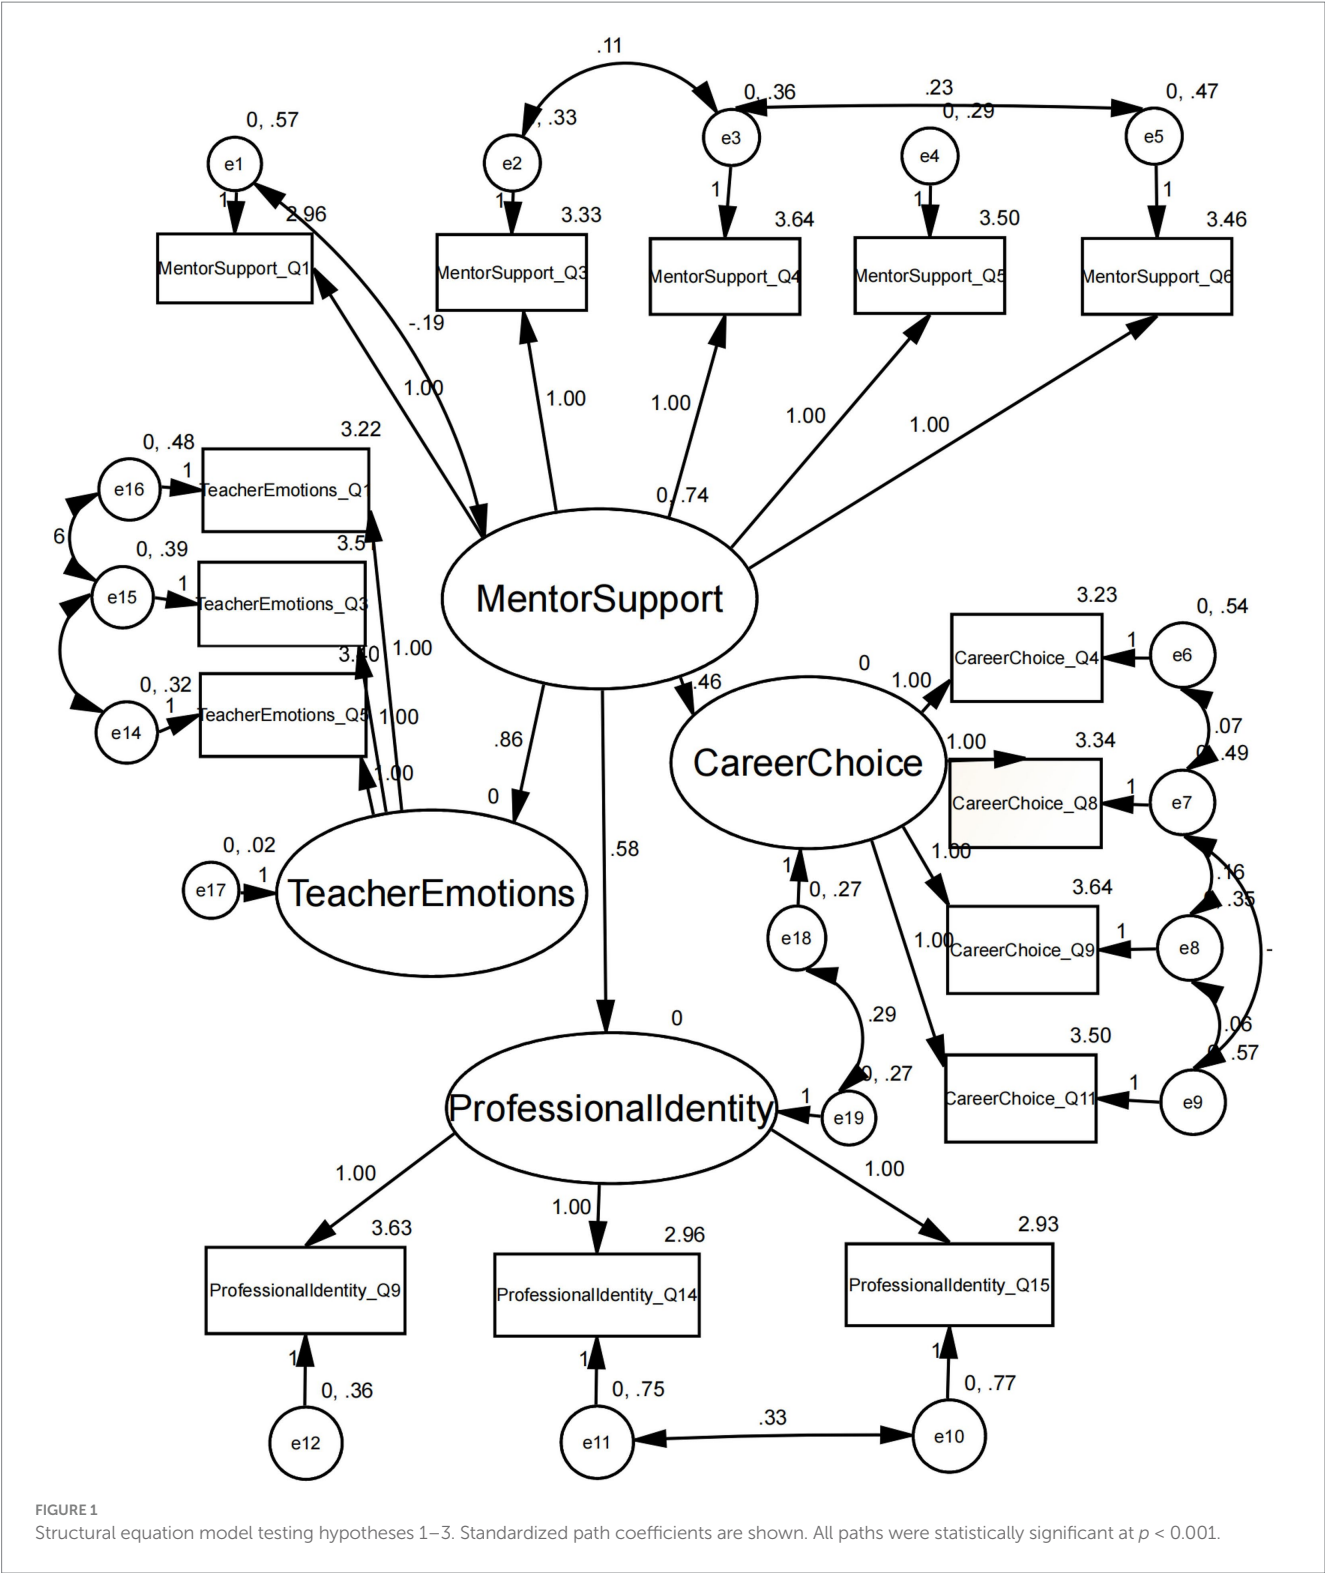 .11
.23
0, .57
, .33
0, .36
0, .29
0, .47
e1
e2
e3
e4
e5
1
1
1
1
1
2.96
3.33
3.64
3.50
3.46
MentorSupport_Q1
MentorSupport_Q3
MentorSupport_Q4
MentorSupport_Q5
MentorSupport_Q6
-.19
1.00
1.00
1.00
1.00
1.00
0, .74
MentorSupport
0, .48
3.22
e16
1
TeacherEmotions_Q1
6
0, .39
e15
1
TeacherEmotions_Q3
0, .32
e14
1
TeacherEmotions_Q5
1.00
1.00
1.00
.86
.58
.46
0
0, .02
e17
1
TeacherEmotions
0
CareerChoice
1.00
1.00
1.00
1.00
3.23
CareerChoice_Q4
1
0, .54
e6
.07
3.34
CareerChoice_Q8
1
.49
e7
.16
3.64
CareerChoice_Q9
1
.35
e8
-
.06
3.50
CareerChoice_Q11
1
.57
e9
1
0, .27
e18
.29
0, .27
1
e19
0
ProfessionalIdentity
1.00
1.00
1.00
3.63
2.96
2.93
ProfessionalIdentity_Q9
ProfessionalIdentity_Q14
ProfessionalIdentity_Q15
1
1
1
0, .36
0, .75
0, .77
e12
e11
.33
e10
FIGURE 1
Structural equation model testing hypotheses 1–3. Standardized path coefficients are shown. All paths were statistically significant at p < 0.001.